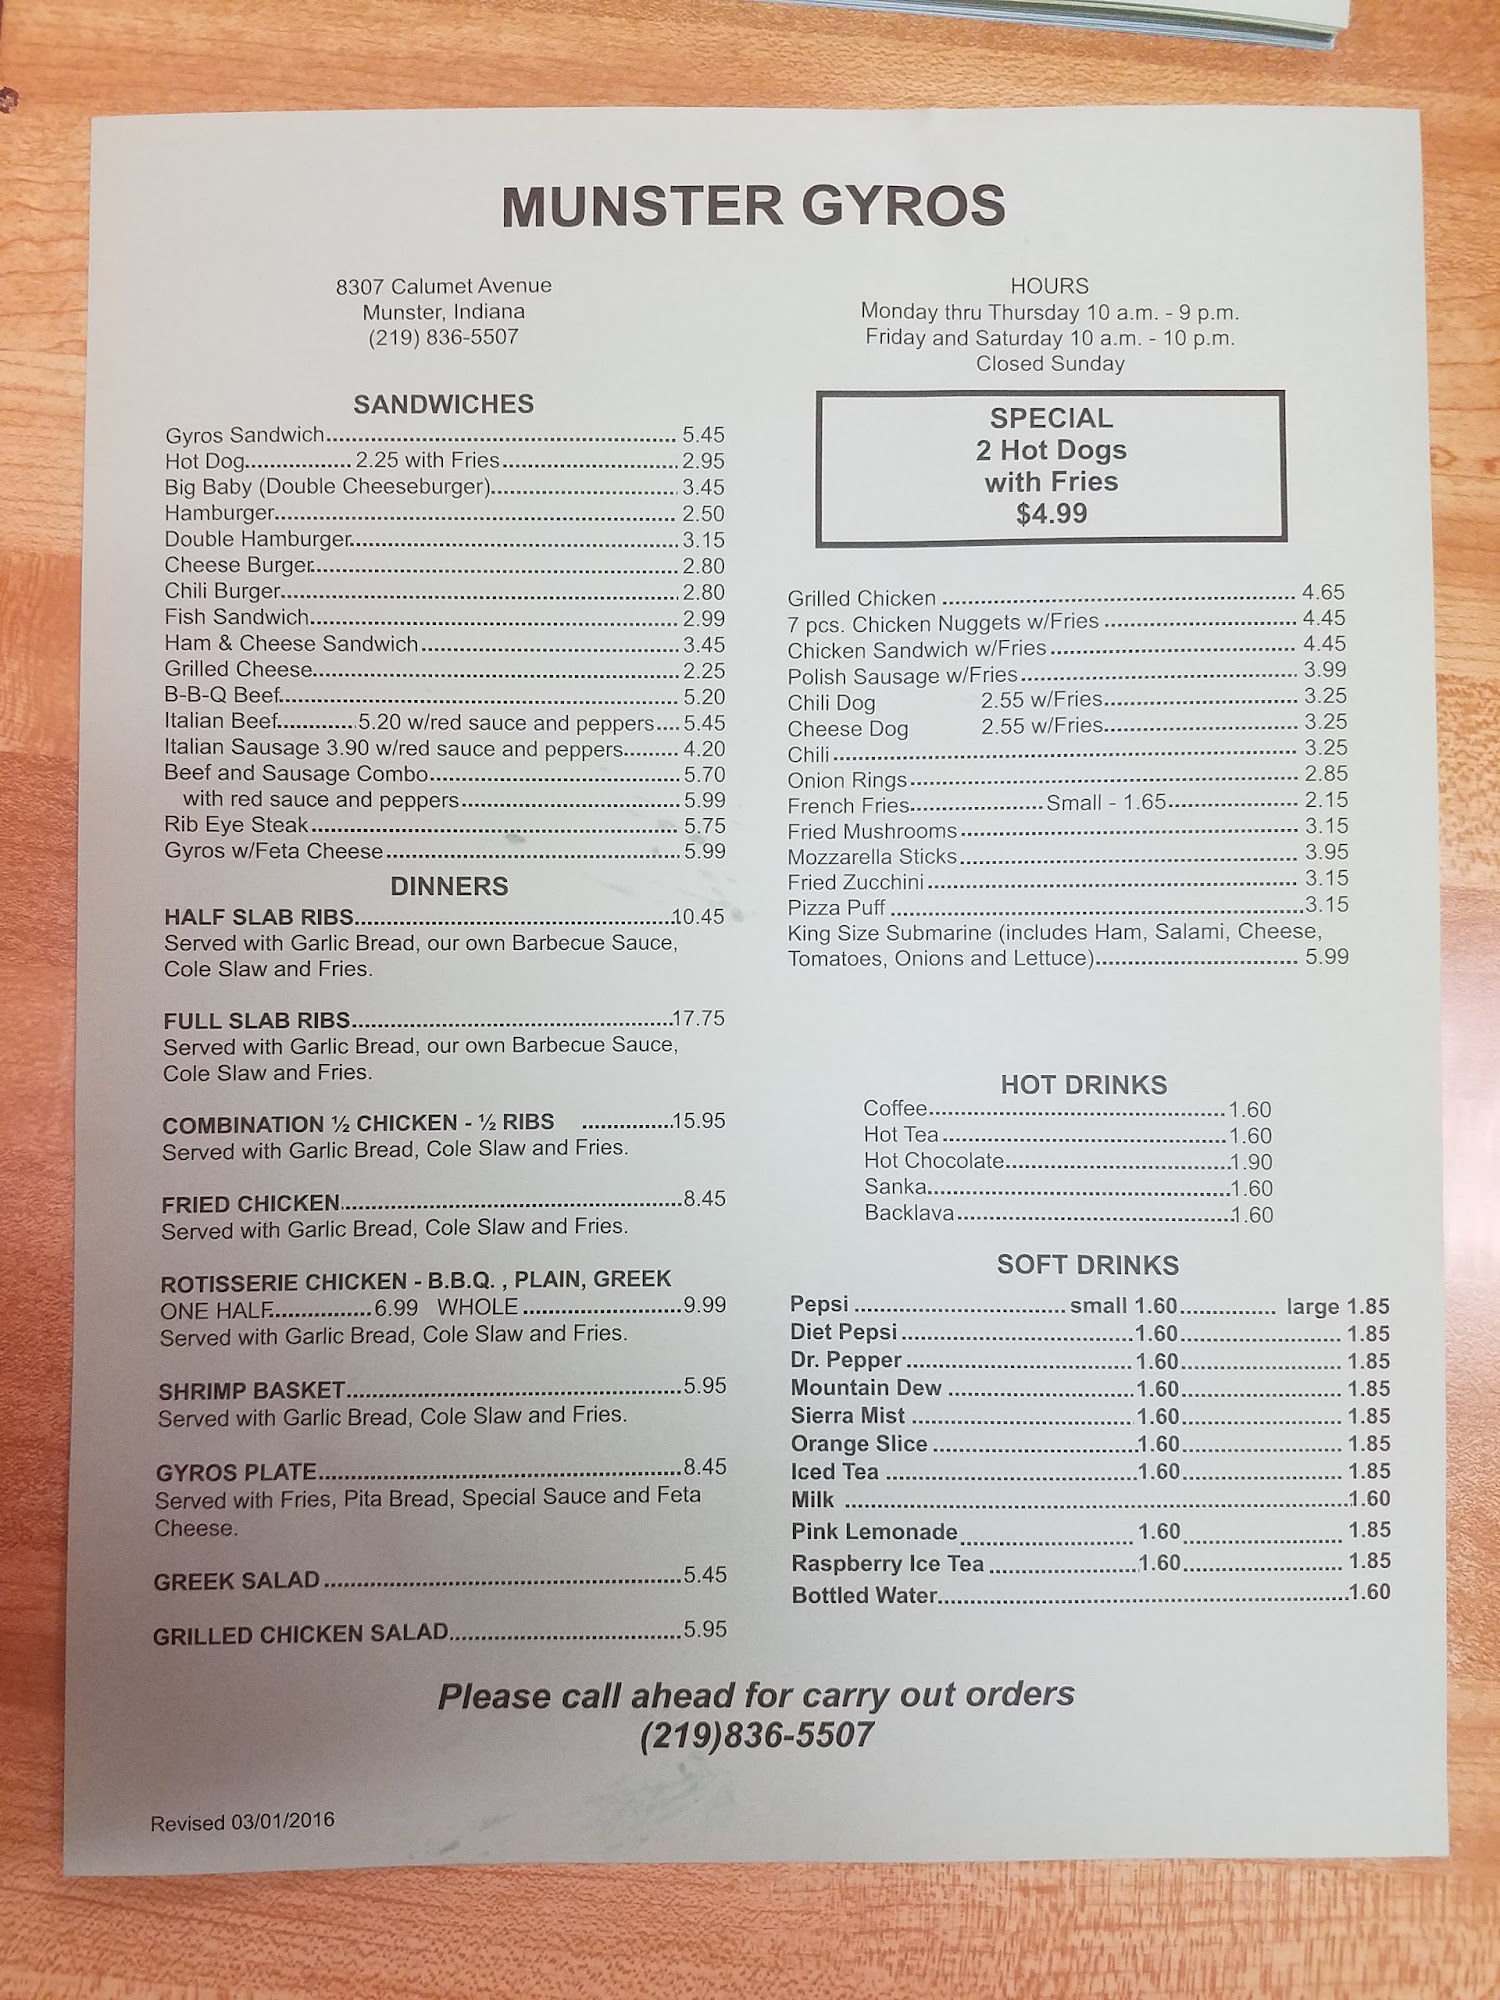 MUNSTER GYROS
8307 Calumet Avenue
Munster, Indiana
(219) 836-5507
HOURS
Monday thru Thursday 10 a.m. - 9 p.m.
Friday and Saturday 10 a.m. - 10 p.m.
Closed Sunday
SANDWICHES
Gyros Sandwich 5.45
Hot Dog 2.25 with Fries 2.95
Big Baby (Double Cheeseburger) 3.45
Hamburger 2.50
Double Hamburger 3.15
Cheese Burger 2.80
Chili Burger 2.80
Fish Sandwich 2.99
Ham & Cheese Sandwich 3.45
Grilled Cheese 2.25
B-B-Q Beef 5.20
Italian Beef 5.20 w/red sauce and peppers 5.45
Italian Sausage 3.90 w/red sauce and peppers 4.20
Beef and Sausage Combo 5.70
with red sauce and peppers 5.99
Rib Eye Steak 5.75
Gyros w/Feta Cheese 5.99
DINNERS
HALF SLAB RIBS 10.45
Served with Garlic Bread, our own Barbecue Sauce,
Cole Slaw and Fries.
FULL SLAB RIBS 17.75
Served with Garlic Bread, our own Barbecue Sauce,
Cole Slaw and Fries.
COMBINATION ½ CHICKEN - ½ RIBS 15.95
Served with Garlic Bread, Cole Slaw and Fries.
FRIED CHICKEN 8.45
Served with Garlic Bread, Cole Slaw and Fries.
ROTISSERIE CHICKEN - B.B.Q. , PLAIN, GREEK
ONE HALF 6.99 WHOLE 9.99
Served with Garlic Bread, Cole Slaw and Fries.
SHRIMP BASKET 5.95
Served with Garlic Bread, Cole Slaw and Fries.
GYROS PLATE 8.45
Served with Fries, Pita Bread, Special Sauce and Feta
Cheese.
GREEK SALAD 5.45
GRILLED CHICKEN SALAD 5.95
SPECIAL
2 Hot Dogs
with Fries
$4.99
Grilled Chicken 4.65
7 pcs. Chicken Nuggets w/Fries 4.45
Chicken Sandwich w/Fries 4.45
Polish Sausage w/Fries 3.99
Chili Dog 2.55 w/Fries 3.25
Cheese Dog 2.55 w/Fries 3.25
Chili 3.25
Onion Rings 2.85
French Fries Small - 1.65 2.15
Fried Mushrooms 3.15
Mozzarella Sticks 3.95
Fried Zucchini 3.15
Pizza Puff 3.15
King Size Submarine (includes Ham, Salami, Cheese,
Tomatoes, Onions and Lettuce) 5.99
HOT DRINKS
Coffee 1.60
Hot Tea 1.60
Hot Chocolate 1.90
Sanka 1.60
Backlava 1.60
SOFT DRINKS
Pepsi small 1.60 large 1.85
Diet Pepsi 1.60 1.85
Dr. Pepper 1.60 1.85
Mountain Dew 1.60 1.85
Sierra Mist 1.60 1.85
Orange Slice 1.60 1.85
Iced Tea 1.60 1.85
Milk 1.60
Pink Lemonade 1.60 1.85
Raspberry Ice Tea 1.60 1.85
Bottled Water 1.60
Please call ahead for carry out orders
(219)836-5507
Revised 03/01/2016